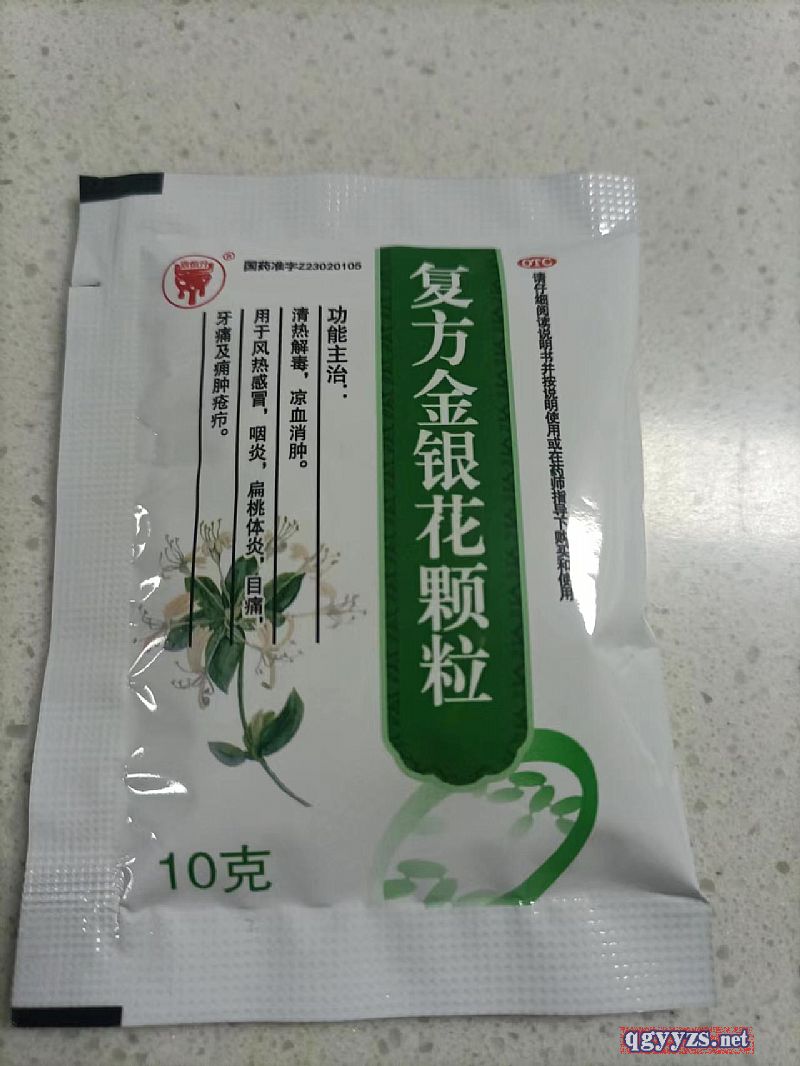 国药准字Z23020105
OTC
请仔细阅读说明书并按说明使用或在药师指导下购买和使用
复方金银花颗粒
功能主治：
清热解毒，凉血消肿。
用于风热感冒，咽炎，扁桃体炎，目痛，
牙痛及痈肿疮疖。
10克
qgyyzs.net